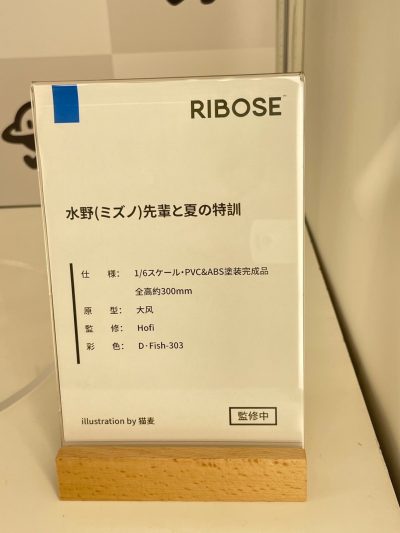 RIBOSE™
水野(ミズノ)先輩と夏の特訓
仕 様： 1/6スケール・PVC&ABS塗装完成品
全高約300mm
原 型： 大风
監 修： Hofi
彩 色： D・Fish-303
illustration by 猫麦
監修中